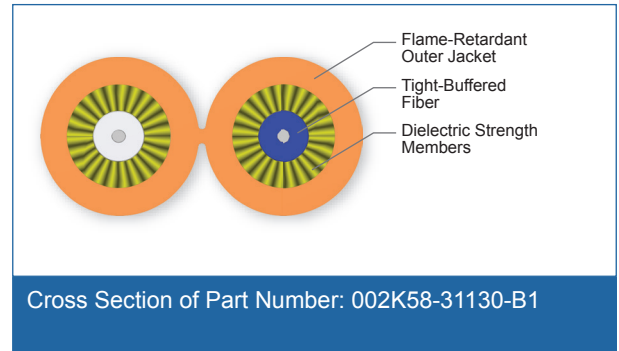 Flame-Retardant
Outer Jacket
Tight-Buffered
Fiber
Dielectric Strength
Members
Cross Section of Part Number: 002K58-31130-B1